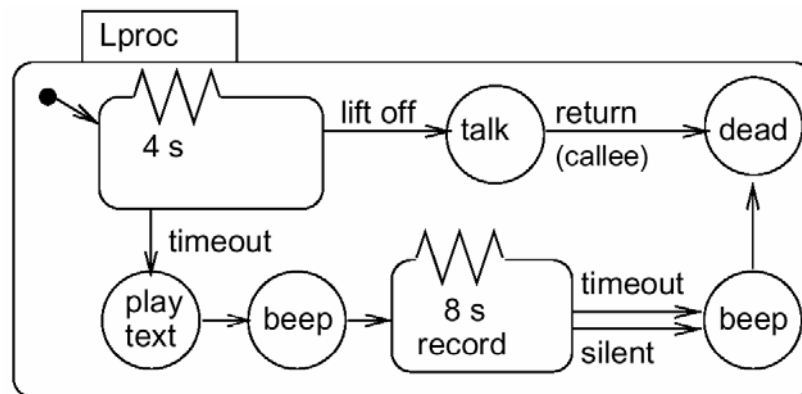 Lproc
4 s
lift off
talk
return
(callee)
dead
timeout
play
text
beep
8 s
record
timeout
silent
beep